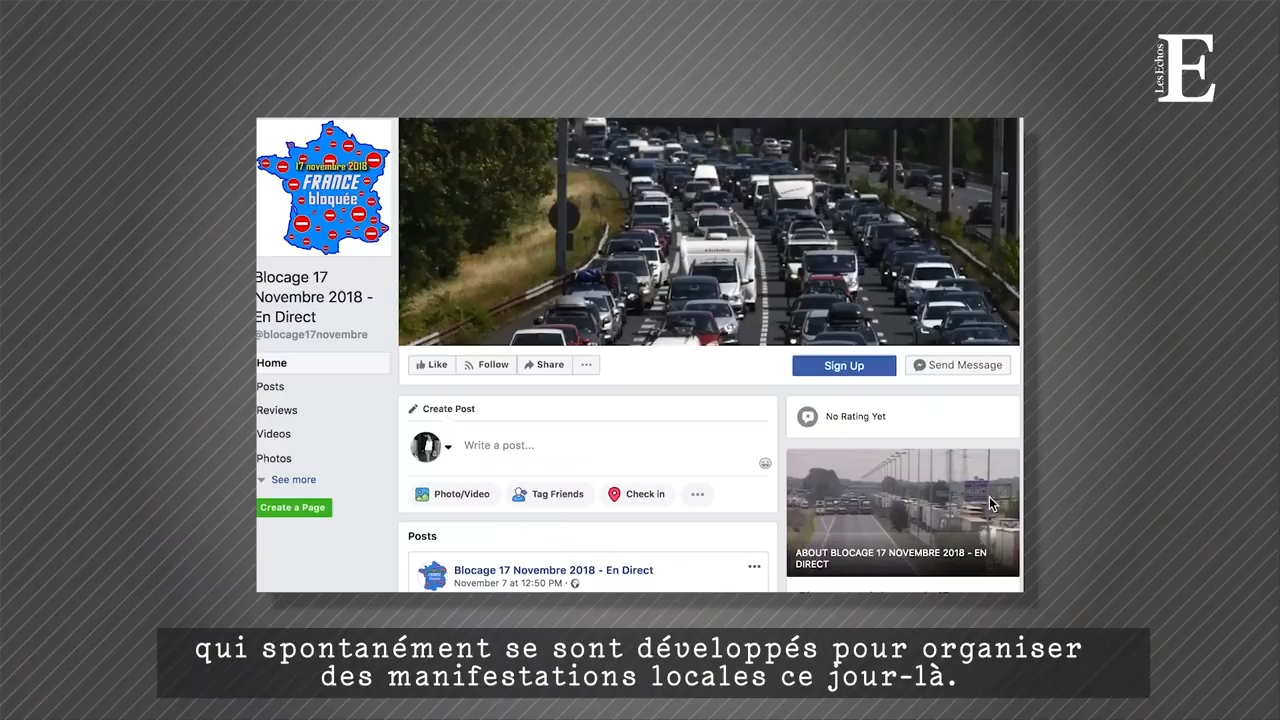 Les Echos
E
17 novembre 2018
FRANCE
bloquée
Blocage 17
Novembre 2018 -
En Direct
@blocage17novembre
Home
Posts
Reviews
Videos
Photos
See more
Create a Page
Like
Follow
Share
Sign Up
Send Message
Create Post
Write a post...
Photo/Video
Tag Friends
Check in
Posts
Blocage 17 Novembre 2018 - En Direct
November 7 at 12:50 PM ·
No Rating Yet
ABOUT BLOCAGE 17 NOVEMBRE 2018 - EN
DIRECT
qui spontanément se sont développés pour organiser
des manifestations locales ce jour-là.